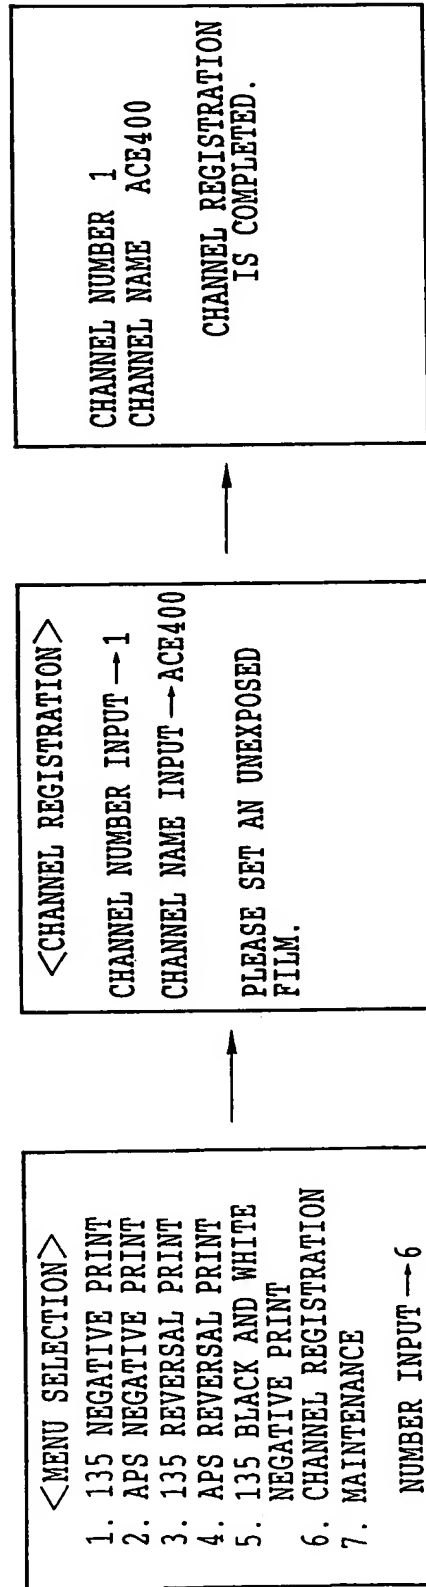 <MENU SELECTION>
1. 135 NEGATIVE PRINT
2. APS NEGATIVE PRINT
3. 135 REVERSAL PRINT
4. APS REVERSAL PRINT
5. 135 BLACK AND WHITE
NEGATIVE PRINT
6. CHANNEL REGISTRATION
7. MAINTENANCE
NUMBER INPUT→6
<CHANNEL REGISTRATION>
CHANNEL NUMBER INPUT→1
CHANNEL NAME INPUT→ACE400
PLEASE SET AN UNEXPOSED
FILM.
CHANNEL NUMBER 1
CHANNEL NAME ACE400
CHANNEL REGISTRATION
IS COMPLETED.